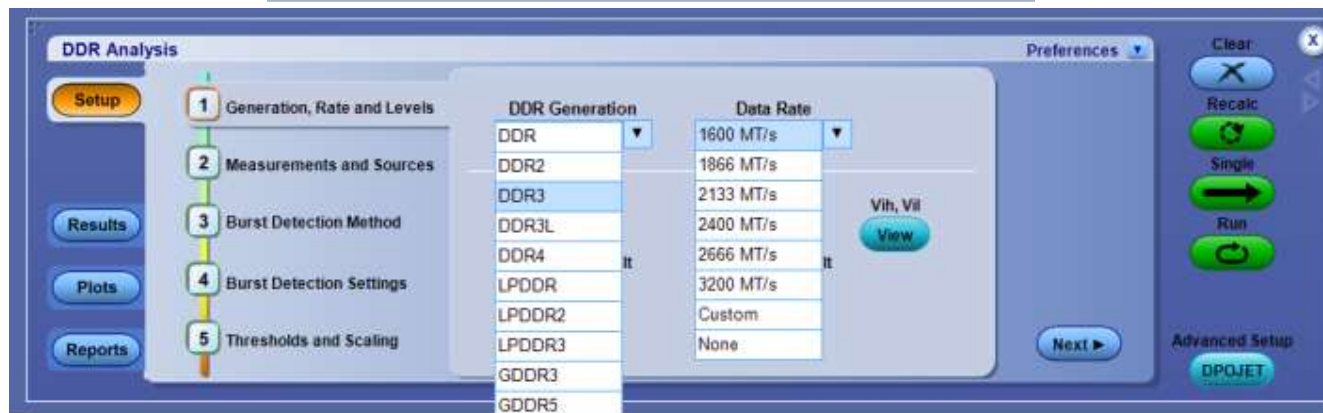 DDR Analysis
Preferences
Clear
X
Setup
1 Generation, Rate and Levels
DDR Generation
Data Rate
Recalc
DDR
1600 MT/s
2 Measurements and Sources
DDR2
1866 MT/s
Single
DDR3
2133 MT/s
Vih, Vil
Results
3 Burst Detection Method
DDR3L
2400 MT/s
View
Run
DDR4
lt
2666 MT/s
lt
Plots
4 Burst Detection Settings
LPDDR
3200 MT/s
LPDDR2
Custom
Reports
5 Thresholds and Scaling
LPDDR3
None
Next
Advanced Setup
GDDR3
DPOJET
GDDR5